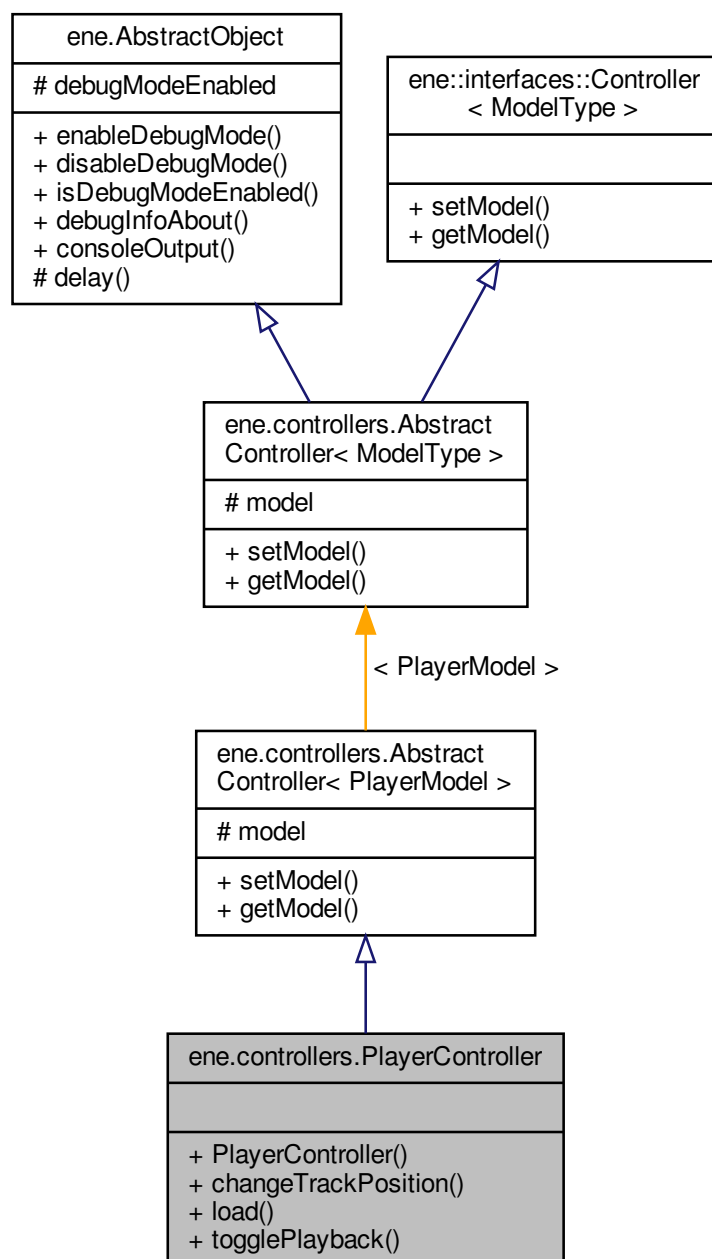 ene.AbstractObject
# debugModeEnabled
+ enableDebugMode()
+ disableDebugMode()
+ isDebugModeEnabled()
+ debugInfoAbout()
+ consoleOutput()
# delay()
ene::interfaces::Controller
< ModelType >
+ setModel()
+ getModel()
ene.controllers.Abstract
Controller< ModelType >
# model
+ setModel()
+ getModel()
< PlayerModel >
ene.controllers.Abstract
Controller< PlayerModel >
# model
+ setModel()
+ getModel()
ene.controllers.PlayerController
+ PlayerController()
+ changeTrackPosition()
+ load()
+ togglePlayback()